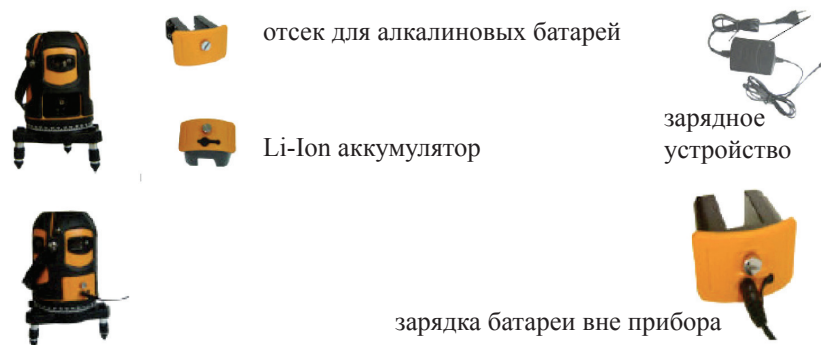 отсек для алкалиновых батарей
Li-Ion аккумулятор
зарядное
устройство
зарядка батареи вне прибора